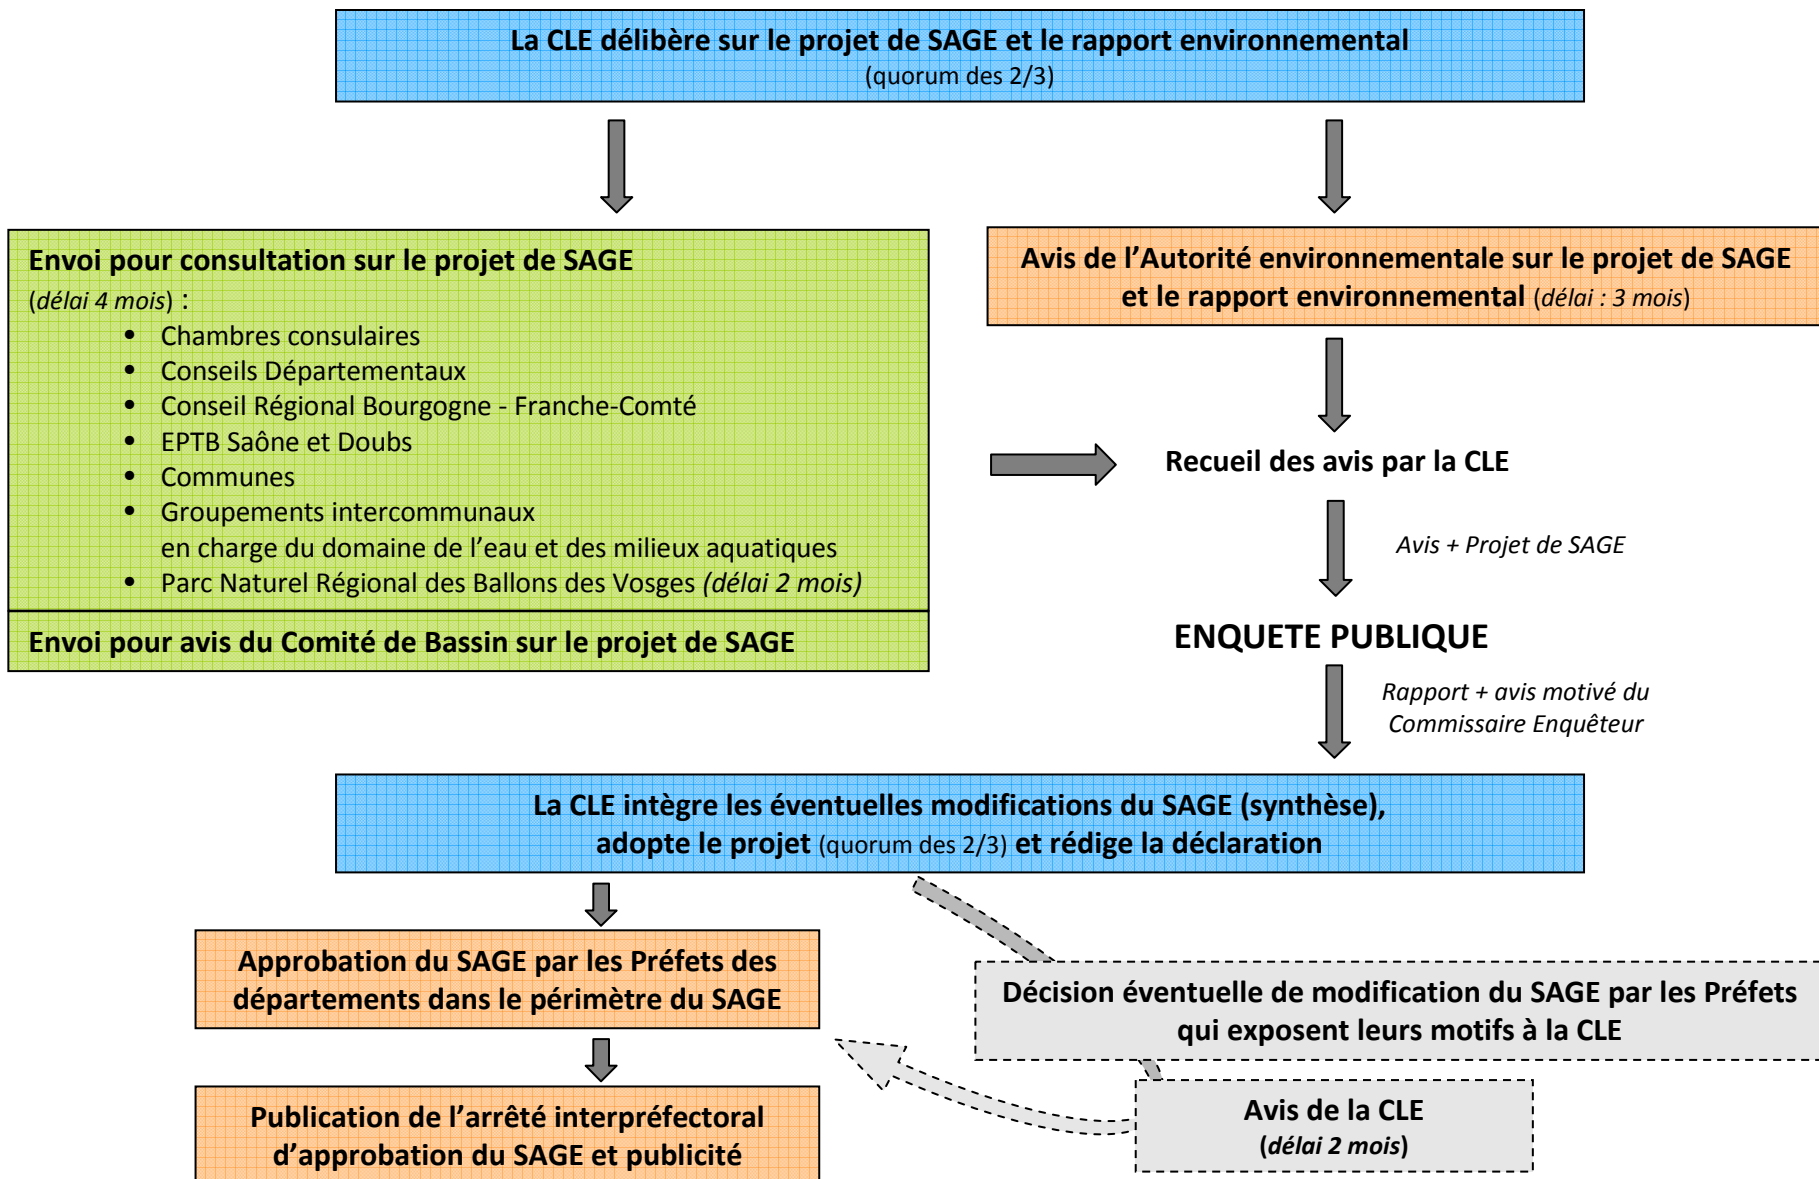 La CLE délibère sur le projet de SAGE et le rapport environnemental
(quorum des 2/3)
Envoi pour consultation sur le projet de SAGE
(délai 4 mois) :
• Chambres consulaires
• Conseils Départementaux
• Conseil Régional Bourgogne - Franche-Comté
• EPTB Saône et Doubs
• Communes
• Groupements intercommunaux
en charge du domaine de l’eau et des milieux aquatiques
• Parc Naturel Régional des Ballons des Vosges (délai 2 mois)
Envoi pour avis du Comité de Bassin sur le projet de SAGE
Avis de l’Autorité environnementale sur le projet de SAGE
et le rapport environnemental (délai : 3 mois)
Recueil des avis par la CLE
Avis + Projet de SAGE
ENQUETE PUBLIQUE
Rapport + avis motivé du
Commissaire Enquêteur
La CLE intègre les éventuelles modifications du SAGE (synthèse),
adopte le projet (quorum des 2/3) et rédige la déclaration
Approbation du SAGE par les Préfets des
départements dans le périmètre du SAGE
Décision éventuelle de modification du SAGE par les Préfets
qui exposent leurs motifs à la CLE
Avis de la CLE
(délai 2 mois)
Publication de l’arrêté interpréfectoral
d’approbation du SAGE et publicité